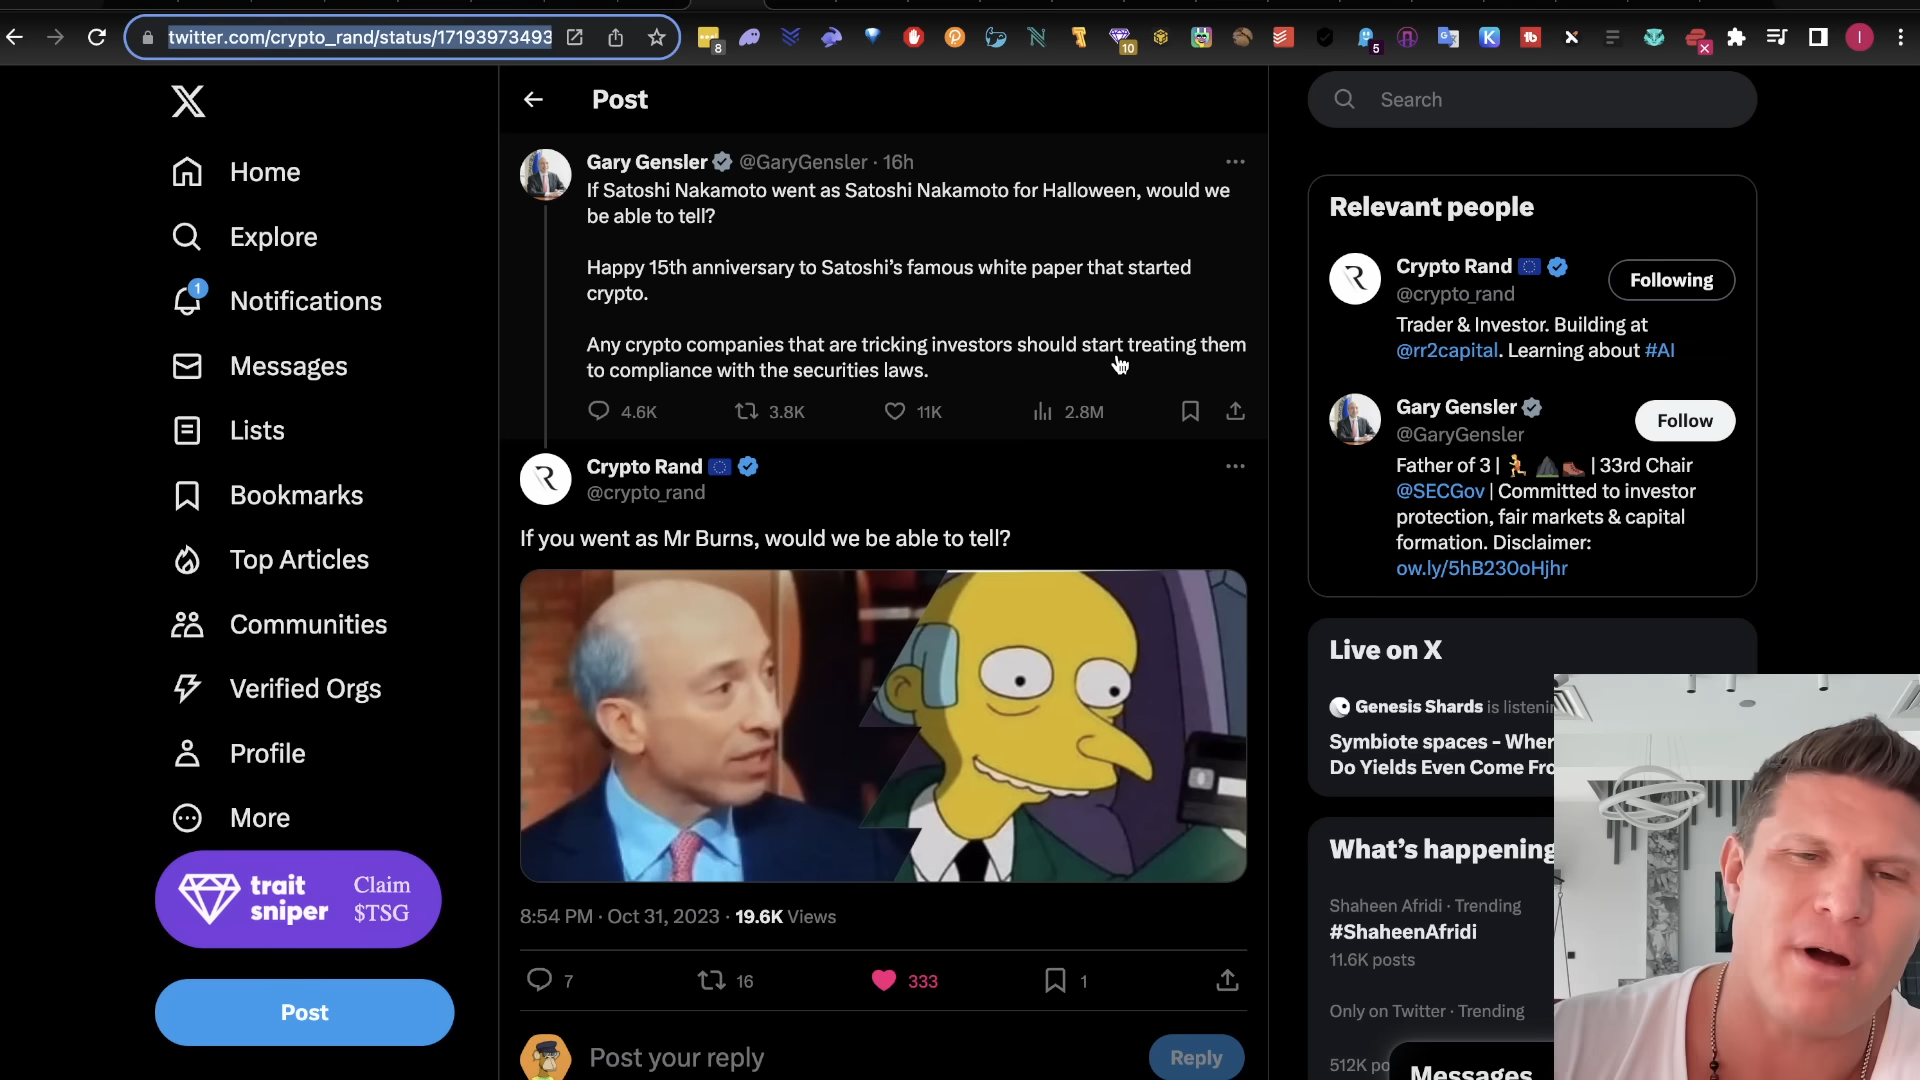 twitter.com/crypto_rand/status/17193973493
8
10
5
Post
Search
Home
Explore
1
Notifications
Messages
Lists
Bookmarks
Top Articles
Communities
Verified Orgs
Profile
More
trait
sniper
Claim
$TSG
Post
Gary Gensler @GaryGensler · 16h
If Satoshi Nakamoto went as Satoshi Nakamoto for Halloween, would we
be able to tell?
Happy 15th anniversary to Satoshi’s famous white paper that started
crypto.
Any crypto companies that are tricking investors should start treating them
to compliance with the securities laws.
4.6K
3.8K
11K
2.8M
Crypto Rand
@crypto_rand
If you went as Mr Burns, would we be able to tell?
8:54 PM · Oct 31, 2023 · 19.6K Views
7
16
333
1
Post your reply
Reply
Relevant people
Crypto Rand
@crypto_rand
Following
Trader & Investor. Building at
@rr2capital. Learning about #AI
Gary Gensler
@GaryGensler
Follow
Father of 3 | | 33rd Chair
@SECGov | Committed to investor
protection, fair markets & capital
formation. Disclaimer:
ow.ly/5hB230oHjhr
Live on X
Genesis Shards is listenin
Symbiote spaces - Wher
Do Yields Even Come Fro
What’s happening
Shaheen Afridi · Trending
#ShaheenAfridi
11.6K posts
Only on Twitter · Trending
512K po
Messages